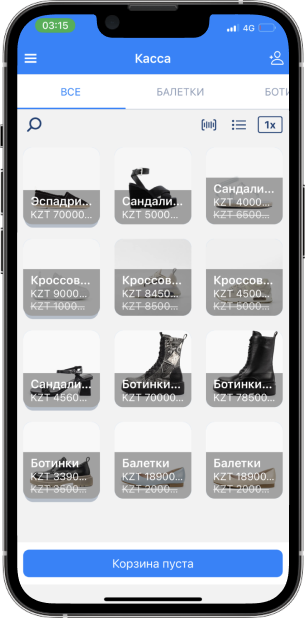 03:15
4G
Касса
ВСЕ
БАЛЕТКИ
БОТИ
1x
Эспадри...
KZT 70000...
Сандали...
KZT 5000...
Сандали...
KZT 4000...
KZT 6500...
Кроссов...
KZT 9000...
KZT 1000...
Кроссов...
KZT 8450...
KZT 8500...
Кроссов...
KZT 4500...
KZT 5000...
Сандали...
KZT 4560...
Ботинки...
KZT 70000...
Ботинки...
KZT 78500...
Ботинки
KZT 3390...
KZT 3500...
Балетки
KZT 18900...
KZT 2000...
Балетки
KZT 18900...
KZT 2000...
Корзина пуста